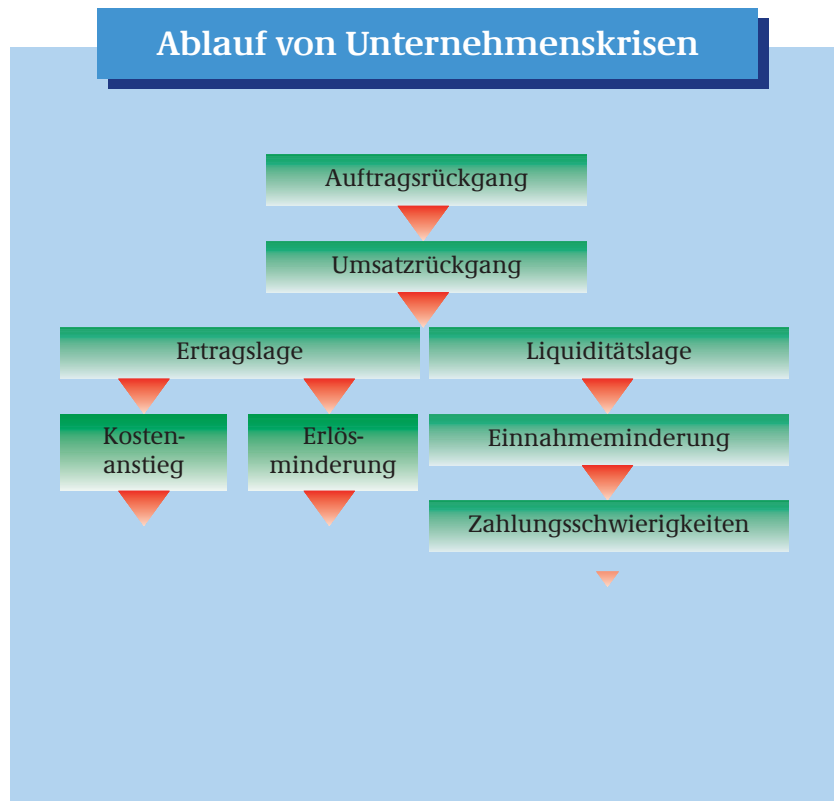 Ablauf von Unternehmenskrisen
Auftragsrückgang
Umsatzrückgang
Ertragslage
Liquiditätslage
Kosten-
anstieg
Erlös-
minderung
Einnahmeminderung
Zahlungsschwierigkeiten